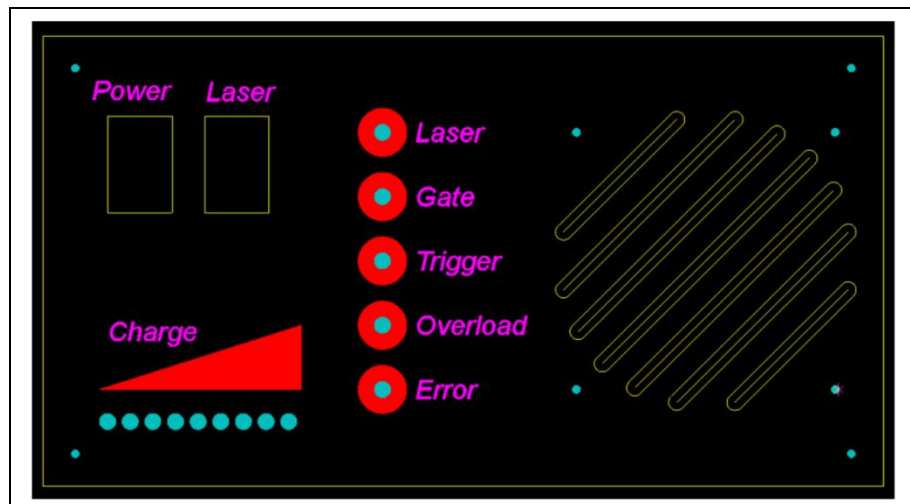 Power Laser
Laser
Gate
Trigger
Overload
Charge
Error